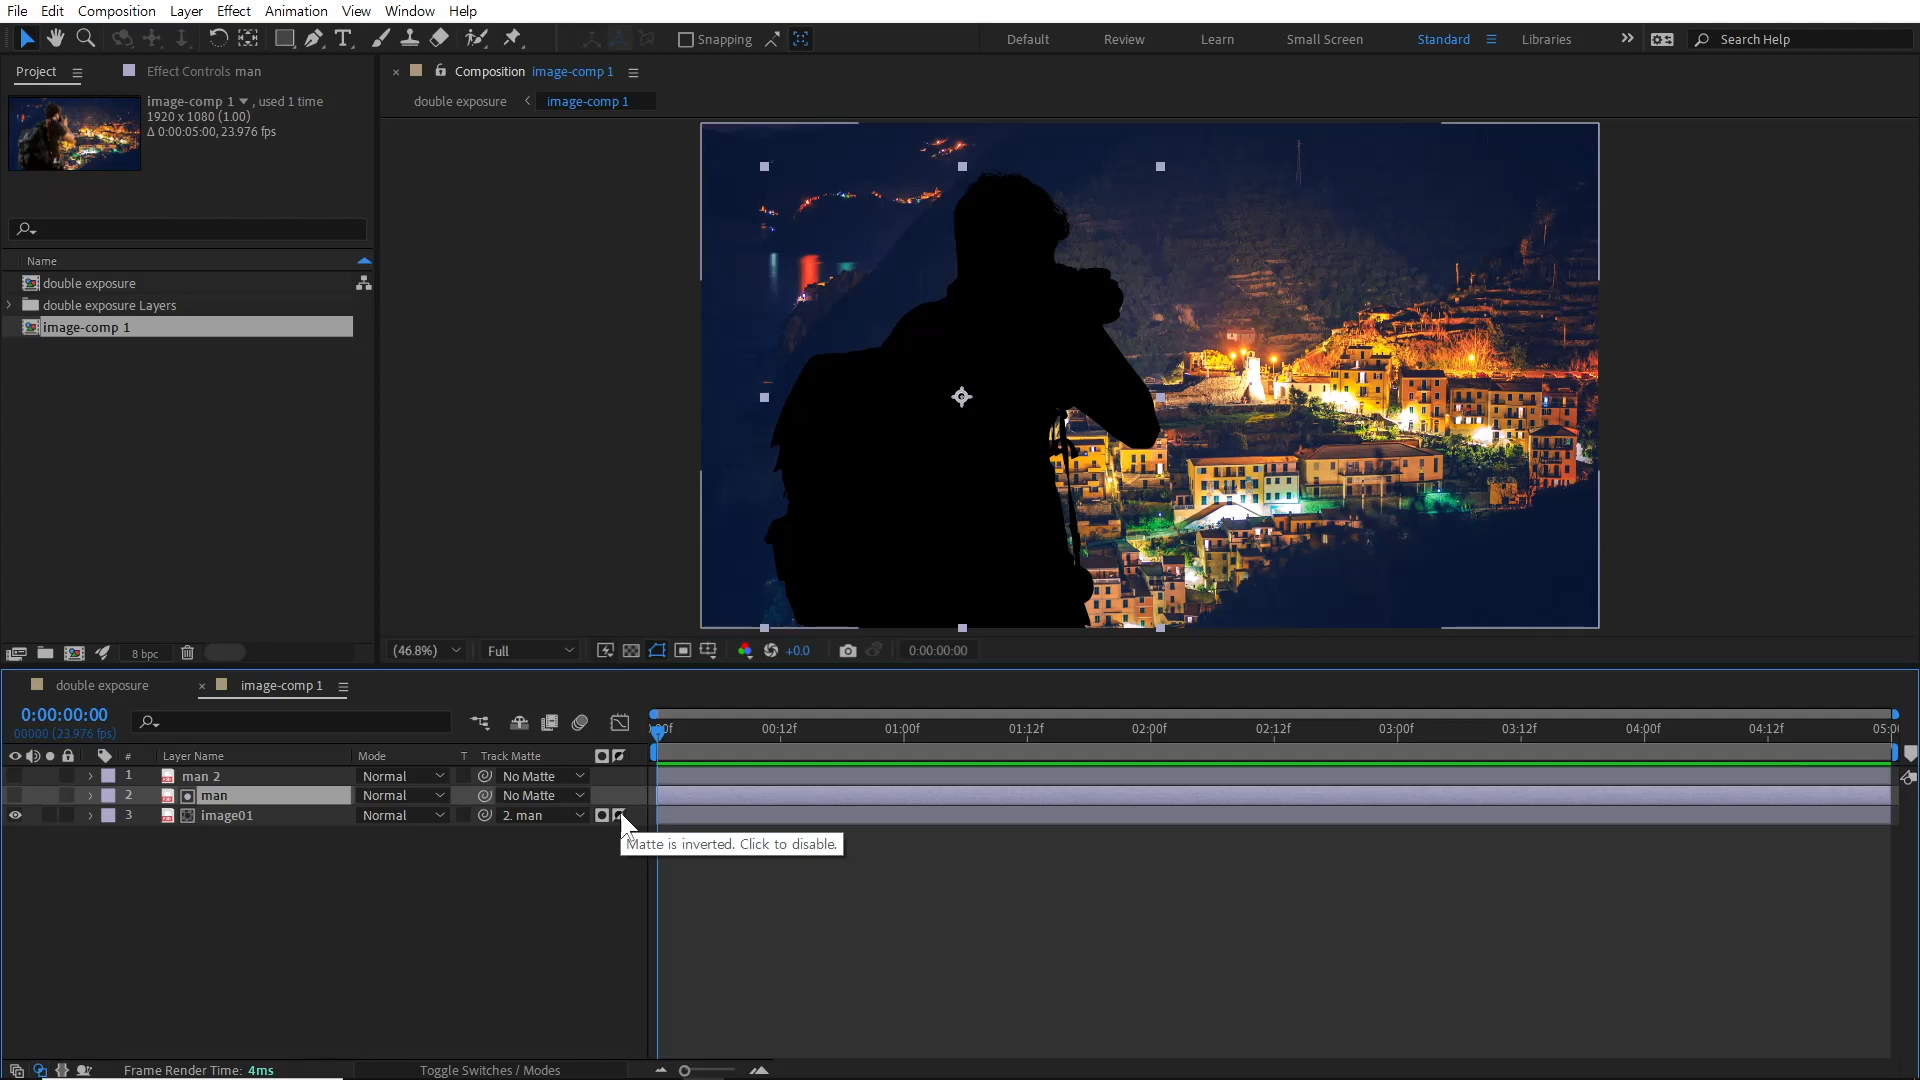 File Edit Composition Layer Effect Animation View Window Help
Snapping
Default Review Learn Small Screen Standard Libraries Search Help
Project Effect Controls man Composition image-comp 1
image-comp 1 , used 1 time
1920 x 1080 (1.00)
Δ 0:00:05:00, 23.976 fps
double exposure image-comp 1
Name
double exposure
double exposure Layers
image-comp 1
8 bpc (46.8%) Full +0.0 0:00:00:00
double exposure image-comp 1
0:00:00:00
00000 (23.976 fps)
00:12f 01:00f 01:12f 02:00f 02:12f 03:00f 03:12f 04:00f 04:12f
# Layer Name Mode T Track Matte
1 man 2 Normal No Matte
2 man Normal No Matte
3 image01 Normal 2. man
Matte is inverted. Click to disable.
Frame Render Time: 4ms Toggle Switches / Modes